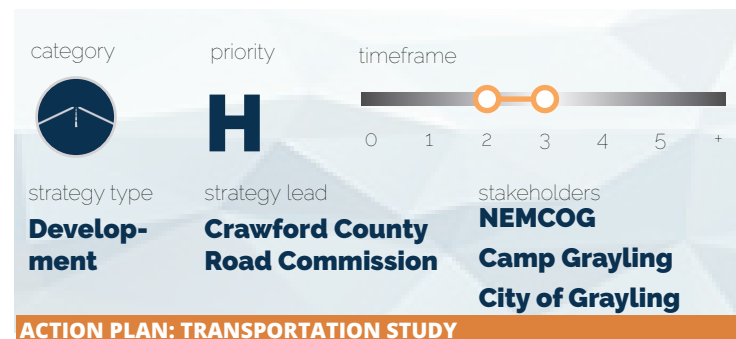 category
priority
timeframe
H
0 1 2 3 4 5 +
strategy type
strategy lead
stakeholders
Develop-
ment
Crawford County
Road Commission
NEMCOG
Camp Grayling
City of Grayling
ACTION PLAN: TRANSPORTATION STUDY